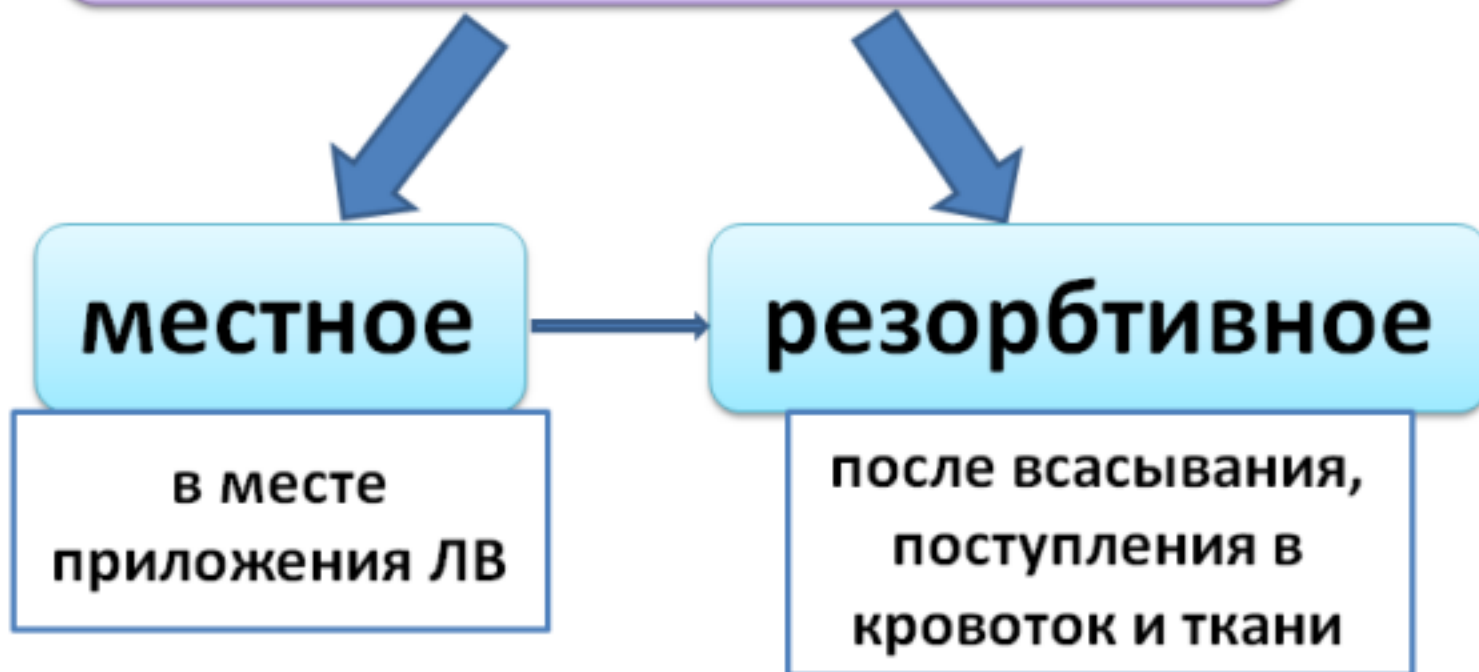 местное
резорбтивное
в месте
приложения ЛВ
после всасывания,
поступления в
кровоток и ткани